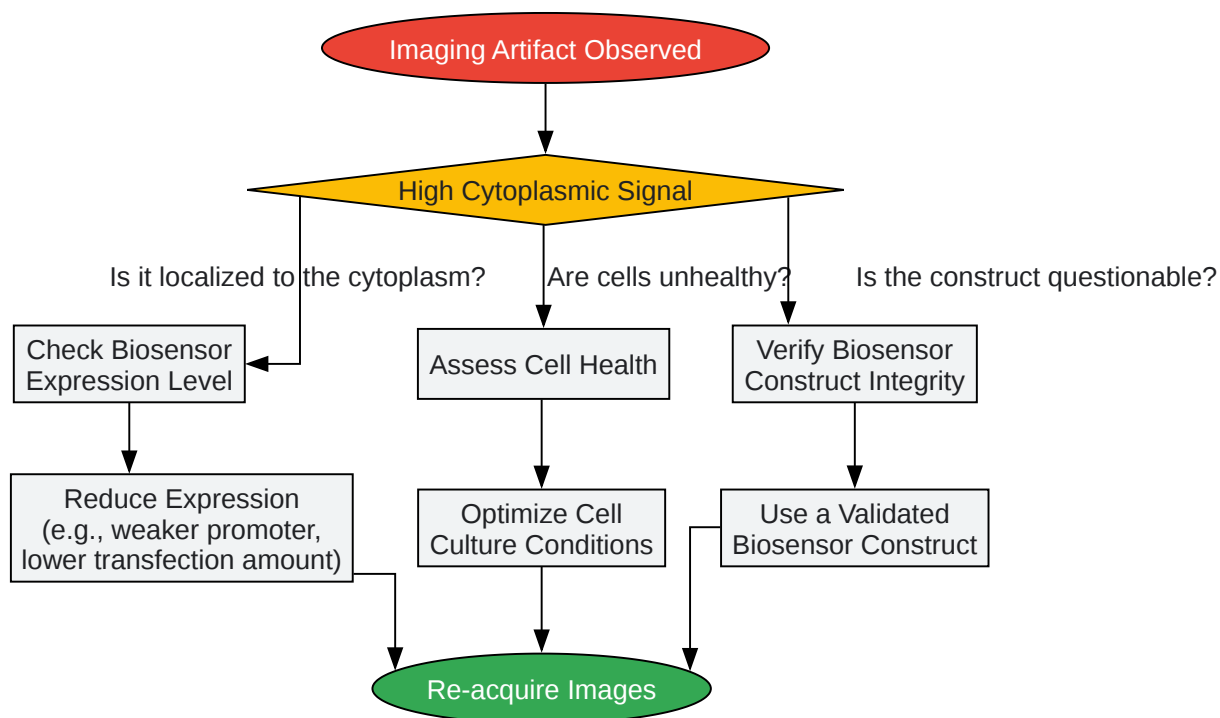 Imaging Artifact Observed
High Cytoplasmic Signal
Is it localized to the cytoplasm?
Are cells unhealthy?
Is the construct questionable?
Check Biosensor
Expression Level
Assess Cell Health
Verify Biosensor
Construct Integrity
Reduce Expression
(e.g., weaker promoter,
lower transfection amount)
Optimize Cell
Culture Conditions
Use a Validated
Biosensor Construct
Re-acquire Images